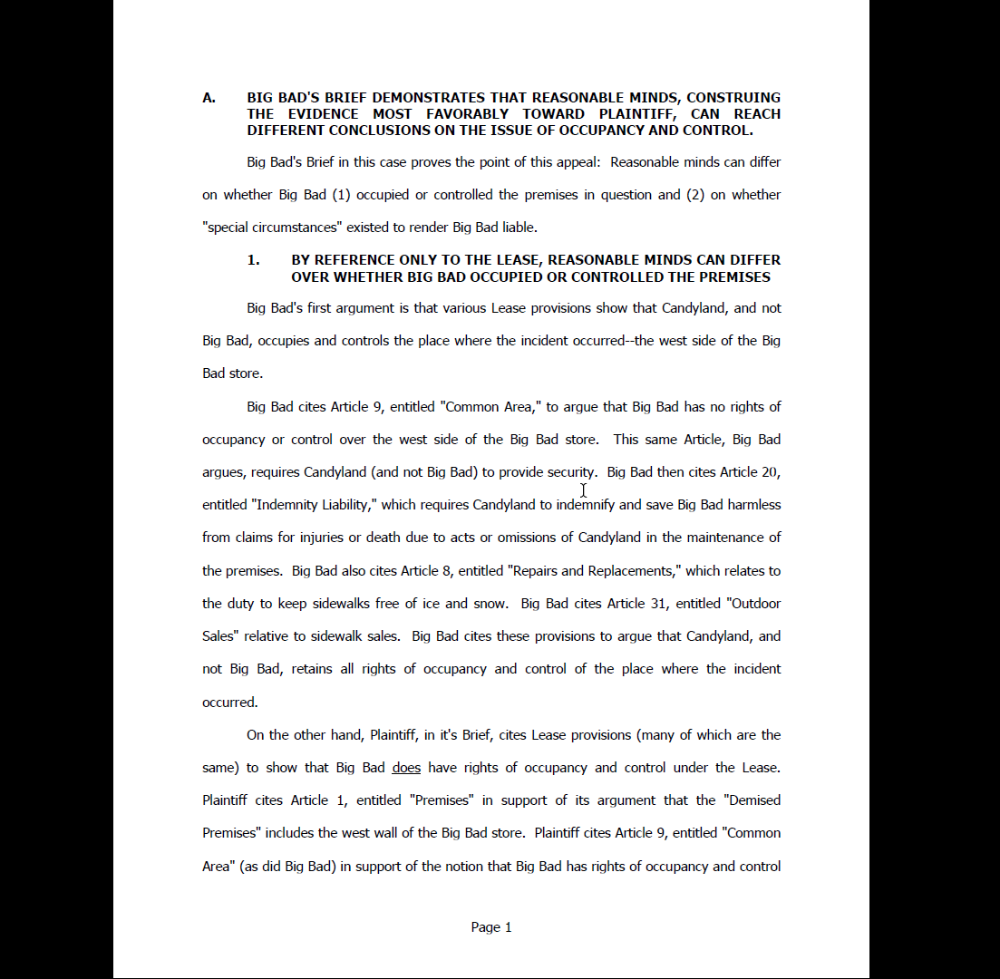 A. BIG BAD'S BRIEF DEMONSTRATES THAT REASONABLE MINDS, CONSTRUING
THE EVIDENCE MOST FAVORABLY TOWARD PLAINTIFF, CAN REACH
DIFFERENT CONCLUSIONS ON THE ISSUE OF OCCUPANCY AND CONTROL.
Big Bad's Brief in this case proves the point of this appeal:  Reasonable minds can differ
on whether Big Bad (1) occupied or controlled the premises in question and (2) on whether
"special circumstances" existed to render Big Bad liable.
1. BY REFERENCE ONLY TO THE LEASE, REASONABLE MINDS CAN DIFFER
OVER WHETHER BIG BAD OCCUPIED OR CONTROLLED THE PREMISES
Big Bad's first argument is that various Lease provisions show that Candyland, and not
Big Bad, occupies and controls the place where the incident occurred--the west side of the Big
Bad store.
Big Bad cites Article 9, entitled "Common Area," to argue that Big Bad has no rights of
occupancy or control over the west side of the Big Bad store.  This same Article, Big Bad
argues, requires Candyland (and not Big Bad) to provide security.  Big Bad then cites Article 20,
entitled "Indemnity Liability," which requires Candyland to indemnify and save Big Bad harmless
from claims for injuries or death due to acts or omissions of Candyland in the maintenance of
the premises.  Big Bad also cites Article 8, entitled "Repairs and Replacements," which relates to
the duty to keep sidewalks free of ice and snow.  Big Bad cites Article 31, entitled "Outdoor
Sales" relative to sidewalk sales.  Big Bad cites these provisions to argue that Candyland, and
not Big Bad, retains all rights of occupancy and control of the place where the incident
occurred.
On the other hand, Plaintiff, in it's Brief, cites Lease provisions (many of which are the
same) to show that Big Bad does have rights of occupancy and control under the Lease.
Plaintiff cites Article 1, entitled "Premises" in support of its argument that the "Demised
Premises" includes the west wall of the Big Bad store.  Plaintiff cites Article 9, entitled "Common
Area" (as did Big Bad) in support of the notion that Big Bad has rights of occupancy and control
Page 1